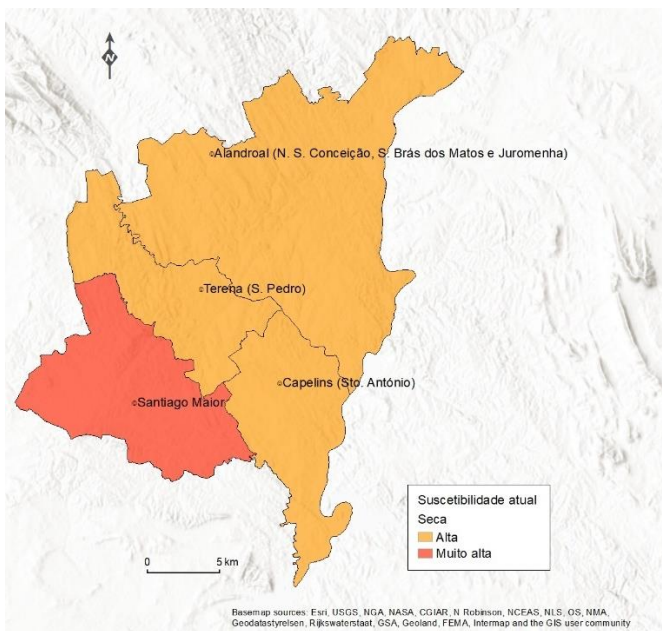 N
Alandroal (N. S. Conceição, S. Brás dos Matos e Juromenha)
Terena (S. Pedro)
Capelins (Sto. António)
Santiago Maior
Suscetibilidade atual
Seca
Alta
Muito alta
0 5 km
Basemap sources: Esri, USGS, NGA, NASA, CGIAR, N Robinson, NCEAS, NLS, OS, NMA,
Geodatastyrelsen, Rijkswaterstaat, GSA, Geoland, FEMA, Intermap and the GIS user community